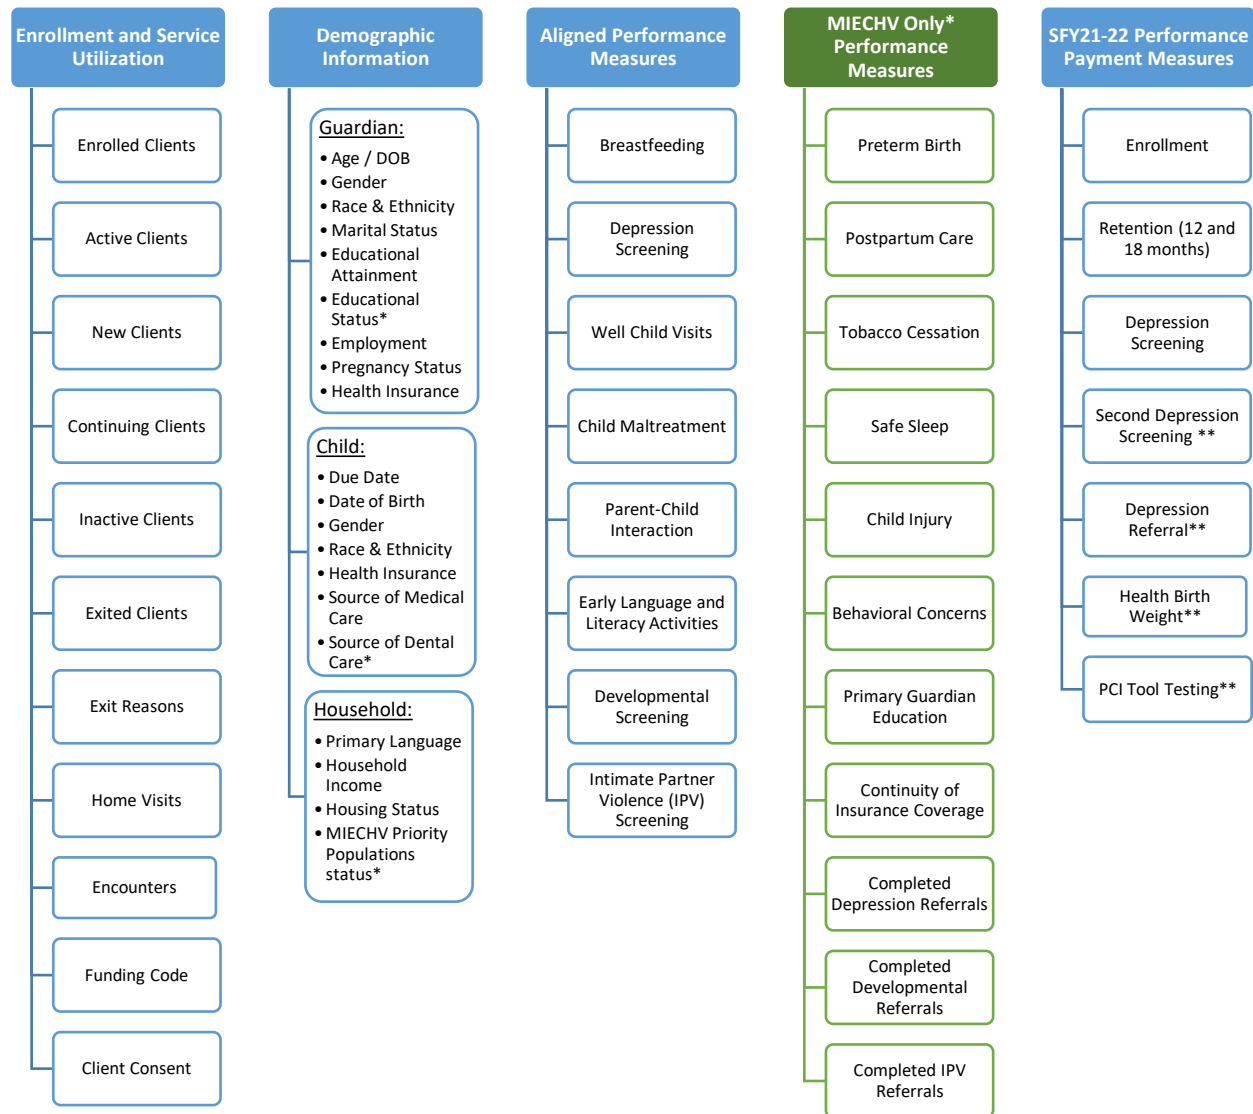 Enrollment and Service
Utilization
Enrolled Clients
Active Clients
New Clients
Continuing Clients
Inactive Clients
Exited Clients
Exit Reasons
Home Visits
Encounters
Funding Code
Client Consent
Demographic
Information
Guardian:
• Age / DOB
• Gender
• Race & Ethnicity
• Marital Status
• Educational
Attainment
• Educational
Status*
• Employment
• Pregnancy Status
• Health Insurance
Child:
• Due Date
• Date of Birth
• Gender
• Race & Ethnicity
• Health Insurance
• Source of Medical
Care
• Source of Dental
Care*
Household:
• Primary Language
• Household
Income
• Housing Status
• MIECHV Priority
Populations
status*
Aligned Performance
Measures
Breastfeeding
Depression
Screening
Well Child Visits
Child Maltreatment
Parent-Child
Interaction
Early Language and
Literacy Activities
Developmental
Screening
Intimate Partner
Violence (IPV)
Screening
MIECHV Only*
Performance
Measures
Preterm Birth
Postpartum Care
Tobacco Cessation
Safe Sleep
Child Injury
Behavioral Concerns
Primary Guardian
Education
Continuity of
Insurance Coverage
Completed
Depression Referrals
Completed
Developmental
Referrals
Completed IPV
Referrals
SFY21-22 Performance
Payment Measures
Enrollment
Retention (12 and
18 months)
Depression
Screening
Second Depression
Screening **
Depression
Referral**
Health Birth
Weight**
PCI Tool Testing**